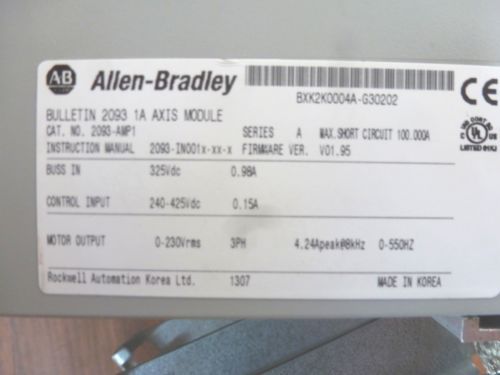 AB Allen-Bradley
BXK2K0004A-G30202
BULLETIN 2093 1A AXIS MODULE
CAT. NO. 2093-AMP1 SERIES A MAX.SHORT CIRCUIT 100.000A
INSTRUCTION MANUAL 2093-IN001x-xx-x FIRMWARE VER. V01.95
BUSS IN 325Vdc 0.98A
CONTROL INPUT 240-425Vdc 0.15A
MOTOR OUTPUT 0-230Vrms 3PH 4.24Apeak@8kHz 0-550HZ
Rockwell Automation Korea Ltd. 1307 MADE IN KOREA
CE
UL
LISTED